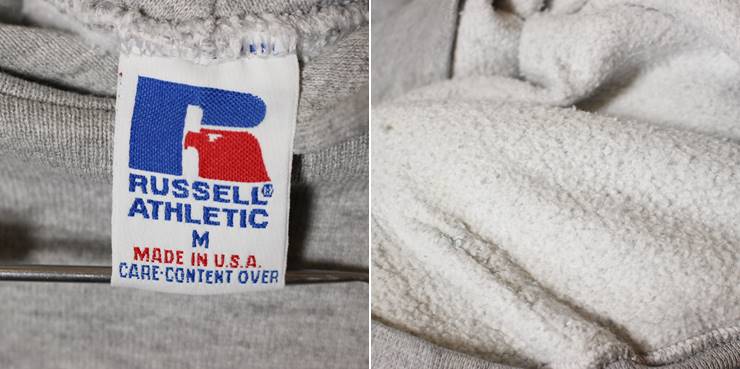 RUSSELL®
ATHLETIC
M
MADE IN U.S.A.
CARE-CONTENT OVER